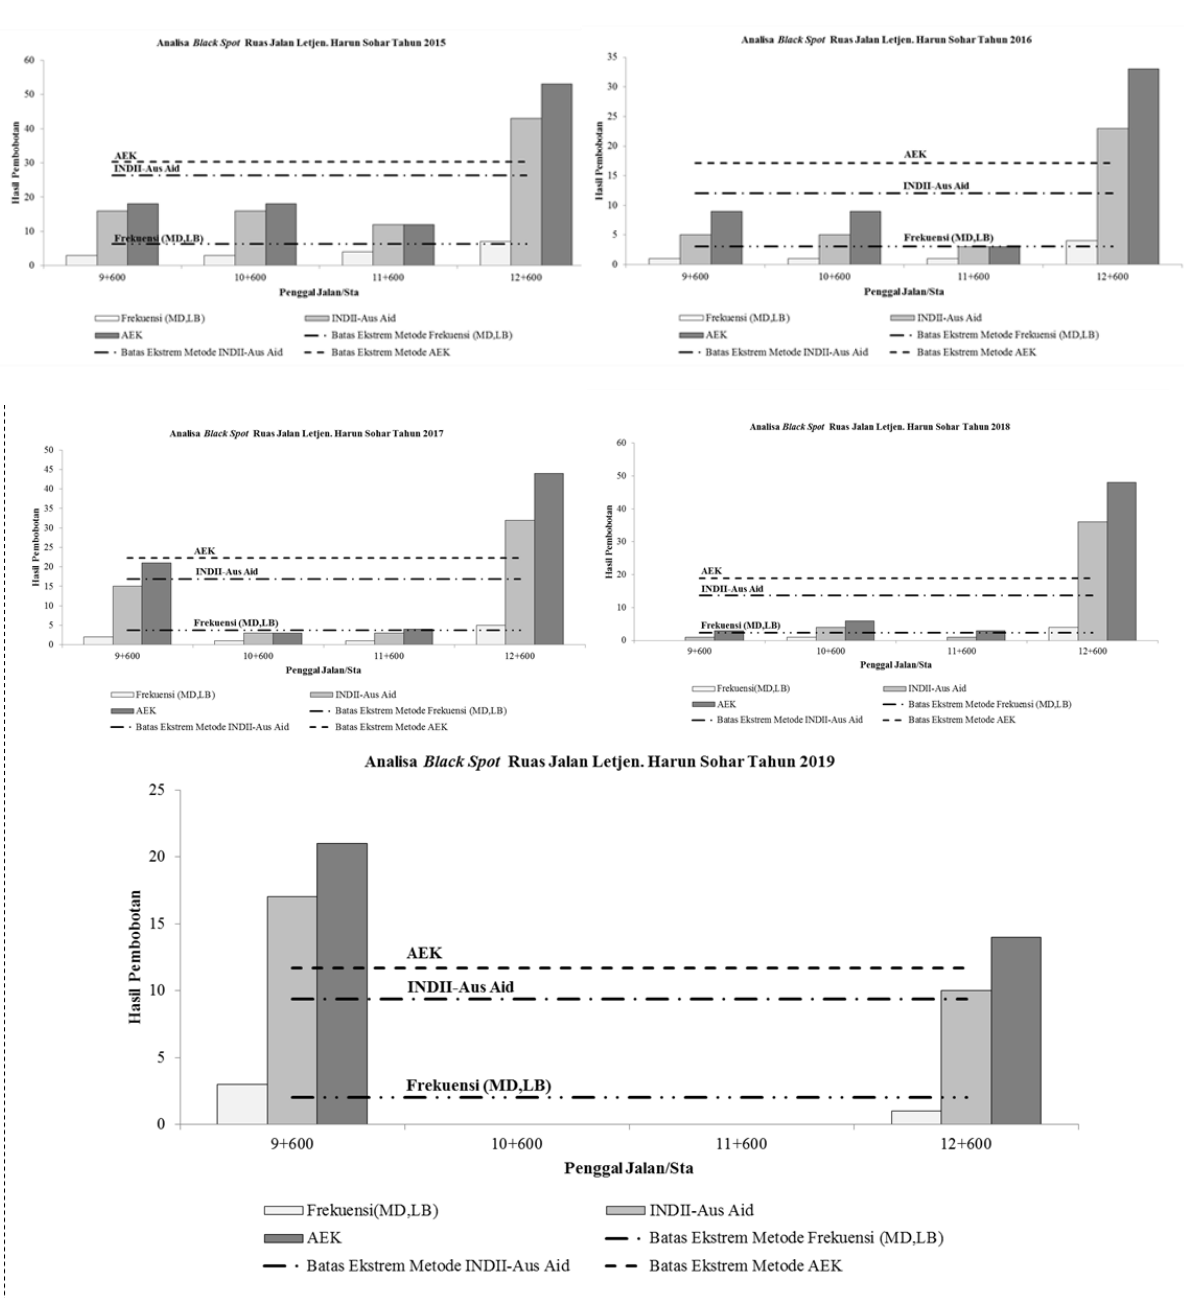 Analisa Black Spot Ruas Jalan Letjen. Harun Sohar Tahun 2015
60
50
40
30
20
10
0
Hasil Pembobotan
AEK
INDII-Aus Aid
Frekuensi (MD,LB)
9+600 10+600 11+600 12+600
Penggal Jalan/Sta
Frekuensi (MD,LB) INDII-Aus Aid
AEK Batas Ekstrem Metode Frekuensi (MD,LB)
Batas Ekstrem Metode INDII-Aus Aid Batas Ekstrem Metode AEK
Analisa Black Spot Ruas Jalan Letjen. Harun Sohar Tahun 2016
35
30
25
20
15
10
5
0
Hasil Pembobotan
AEK
INDII-Aus Aid
Frekuensi (MD,LB)
9+600 10+600 11+600 12+600
Penggal Jalan/Sta
Frekuensi (MD,LB) INDII-Aus Aid
AEK Batas Ekstrem Metode Frekuensi (MD,LB)
Batas Ekstrem Metode INDII-Aus Aid Batas Ekstrem Metode AEK
Analisa Black Spot Ruas Jalan Letjen. Harun Sohar Tahun 2017
50
45
40
35
30
25
20
15
10
5
0
Hasil Pembobotan
AEK
INDII-Aus Aid
Frekuensi (MD,LB)
9+600 10+600 11+600 12+600
Penggal Jalan/Sta
Frekuensi (MD,LB) INDII-Aus Aid
AEK Batas Ekstrem Metode Frekuensi (MD,LB)
Batas Ekstrem Metode INDII-Aus Aid Batas Ekstrem Metode AEK
Analisa Black Spot Ruas Jalan Letjen. Harun Sohar Tahun 2018
60
50
40
30
20
10
0
Hasil Pembobotan
AEK
INDII-Aus Aid
Frekuensi (MD,LB)
9+600 10+600 11+600 12+600
Penggal Jalan/Sta
Frekuensi(MD,LB) INDII-Aus Aid
AEK Batas Ekstrem Metode Frekuensi (MD,LB)
Batas Ekstrem Metode INDII-Aus Aid Batas Ekstrem Metode AEK
Analisa Black Spot Ruas Jalan Letjen. Harun Sohar Tahun 2019
25
20
15
10
5
0
Hasil Pembobotan
AEK
INDII-Aus Aid
Frekuensi (MD,LB)
9+600 10+600 11+600 12+600
Penggal Jalan/Sta
Frekuensi(MD,LB) INDII-Aus Aid
AEK Batas Ekstrem Metode Frekuensi (MD,LB)
Batas Ekstrem Metode INDII-Aus Aid Batas Ekstrem Metode AEK